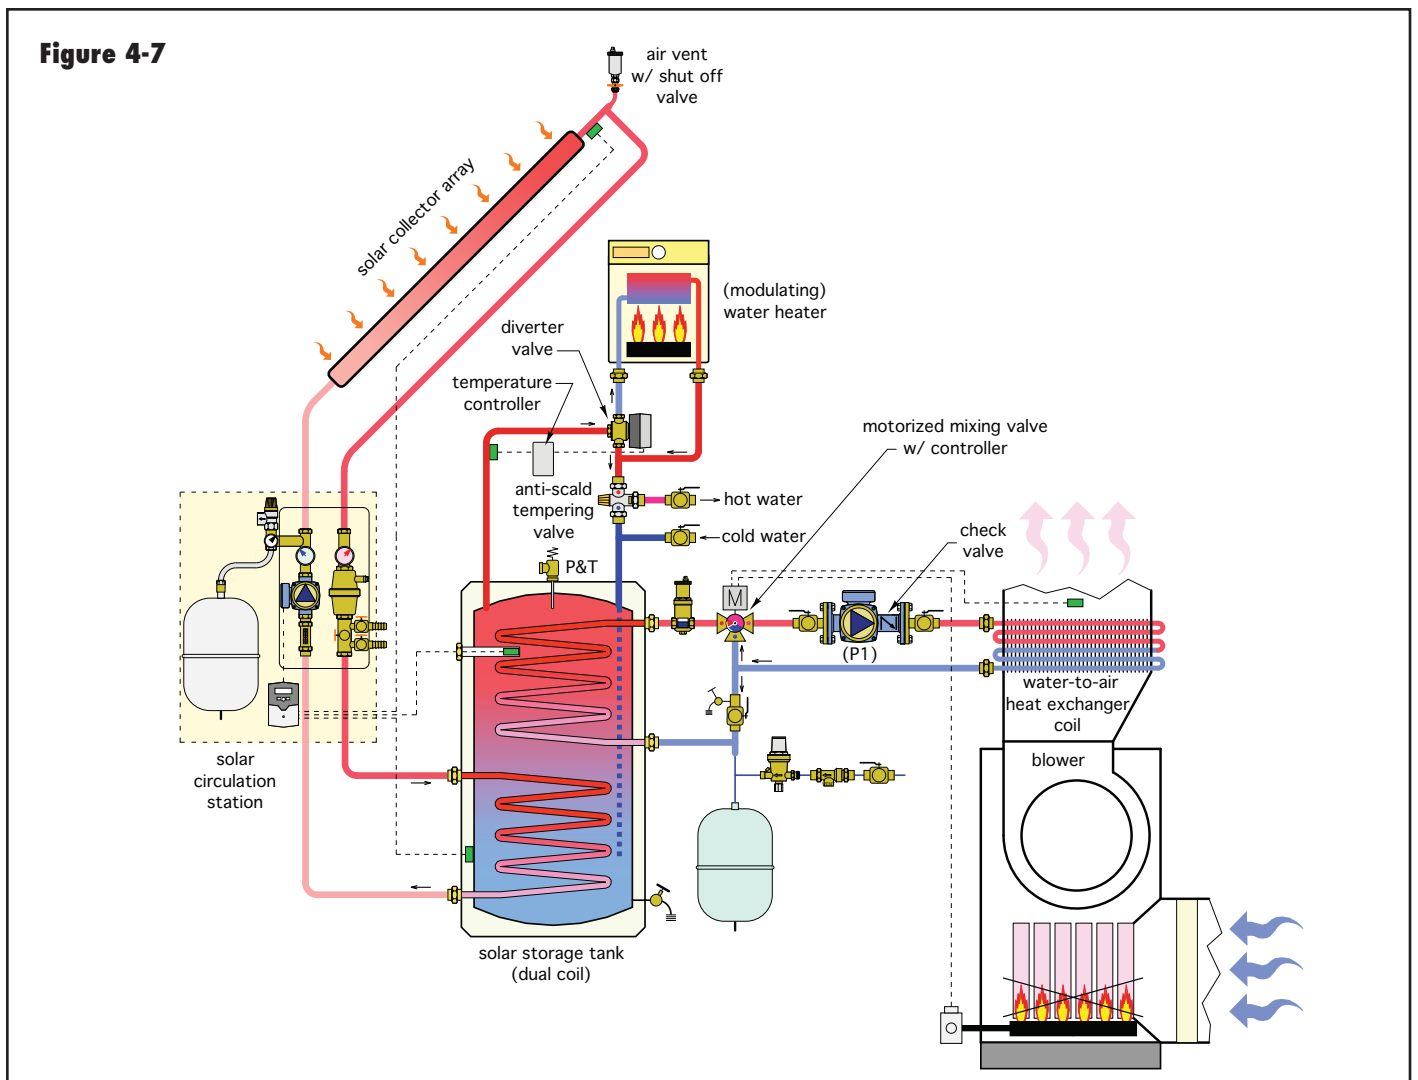 Figure 4-7
air vent
w/ shut off
valve
solar collector array
(modulating)
water heater
diverter
valve
temperature
controller
motorized mixing valve
w/ controller
anti-scald
tempering
valve
hot water
cold water
check
valve
P&T
M
(P1)
water-to-air
heat exchanger
coil
solar
circulation
station
blower
solar storage tank
(dual coil)